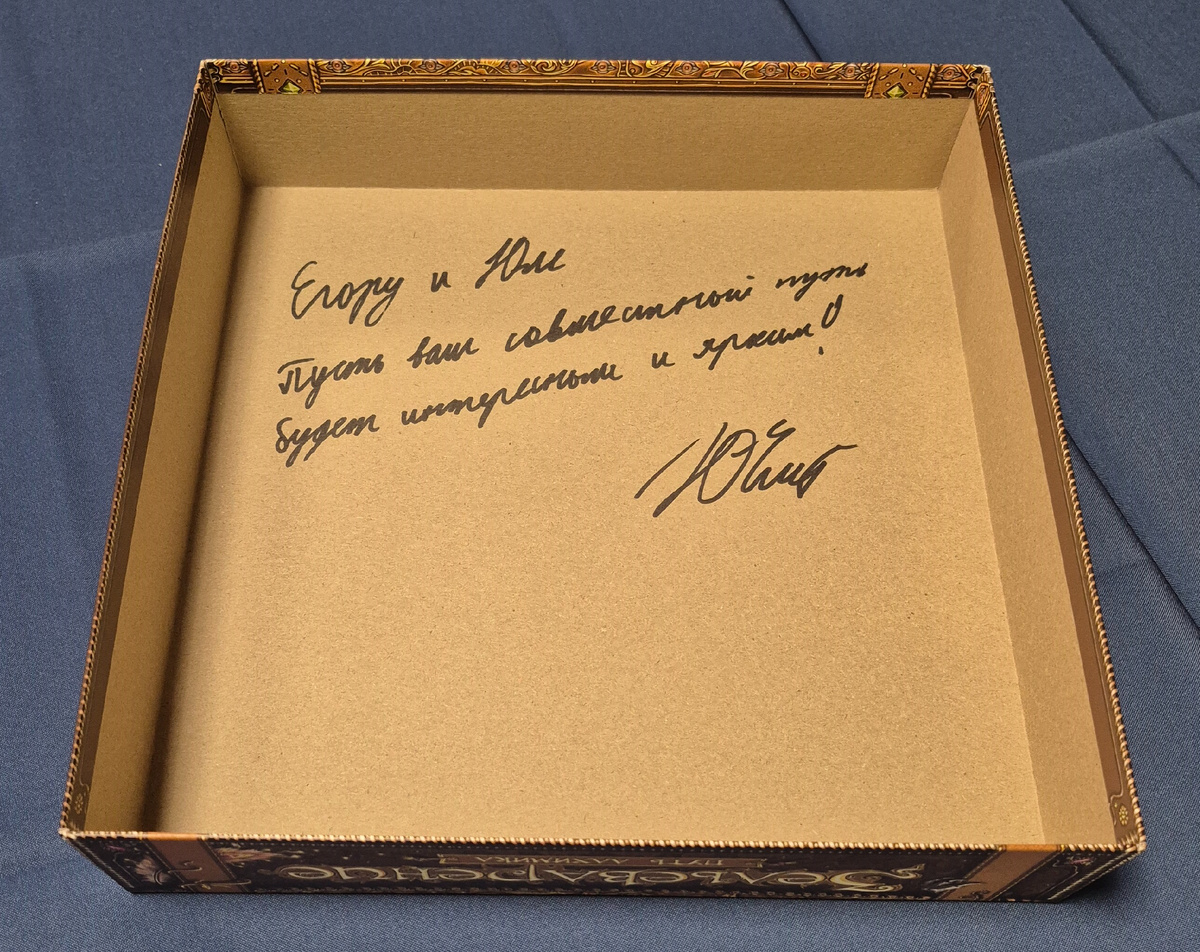 Егору и Юле
Пусть ваш совместный путь
будет интересным и ярким!
Зельеварение
ПУТЬ АЛХИМИКА